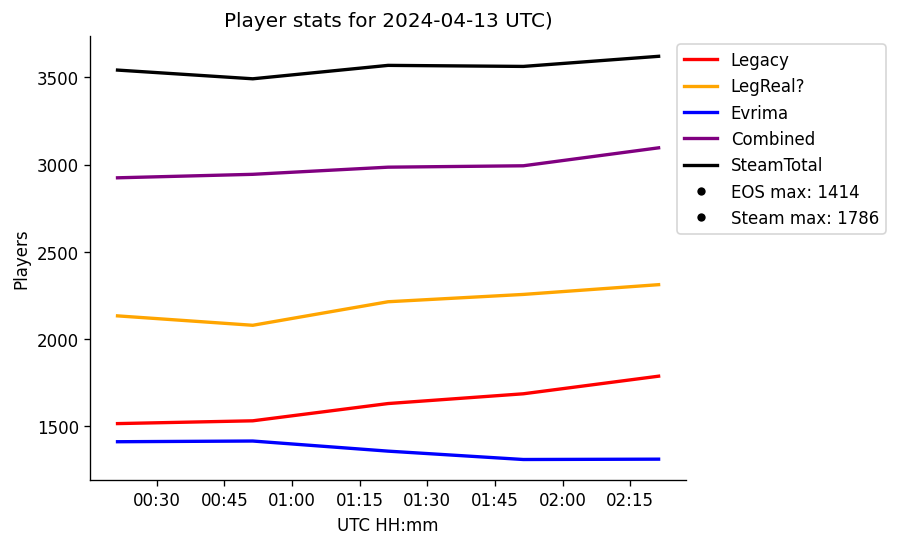 Player stats for 2024-04-13 UTC)
Players
3500
3000
2500
2000
1500
00:30 00:45 01:00 01:15 01:30 01:45 02:00 02:15
UTC HH:mm
Legacy
LegReal?
Evrima
Combined
SteamTotal
EOS max: 1414
Steam max: 1786